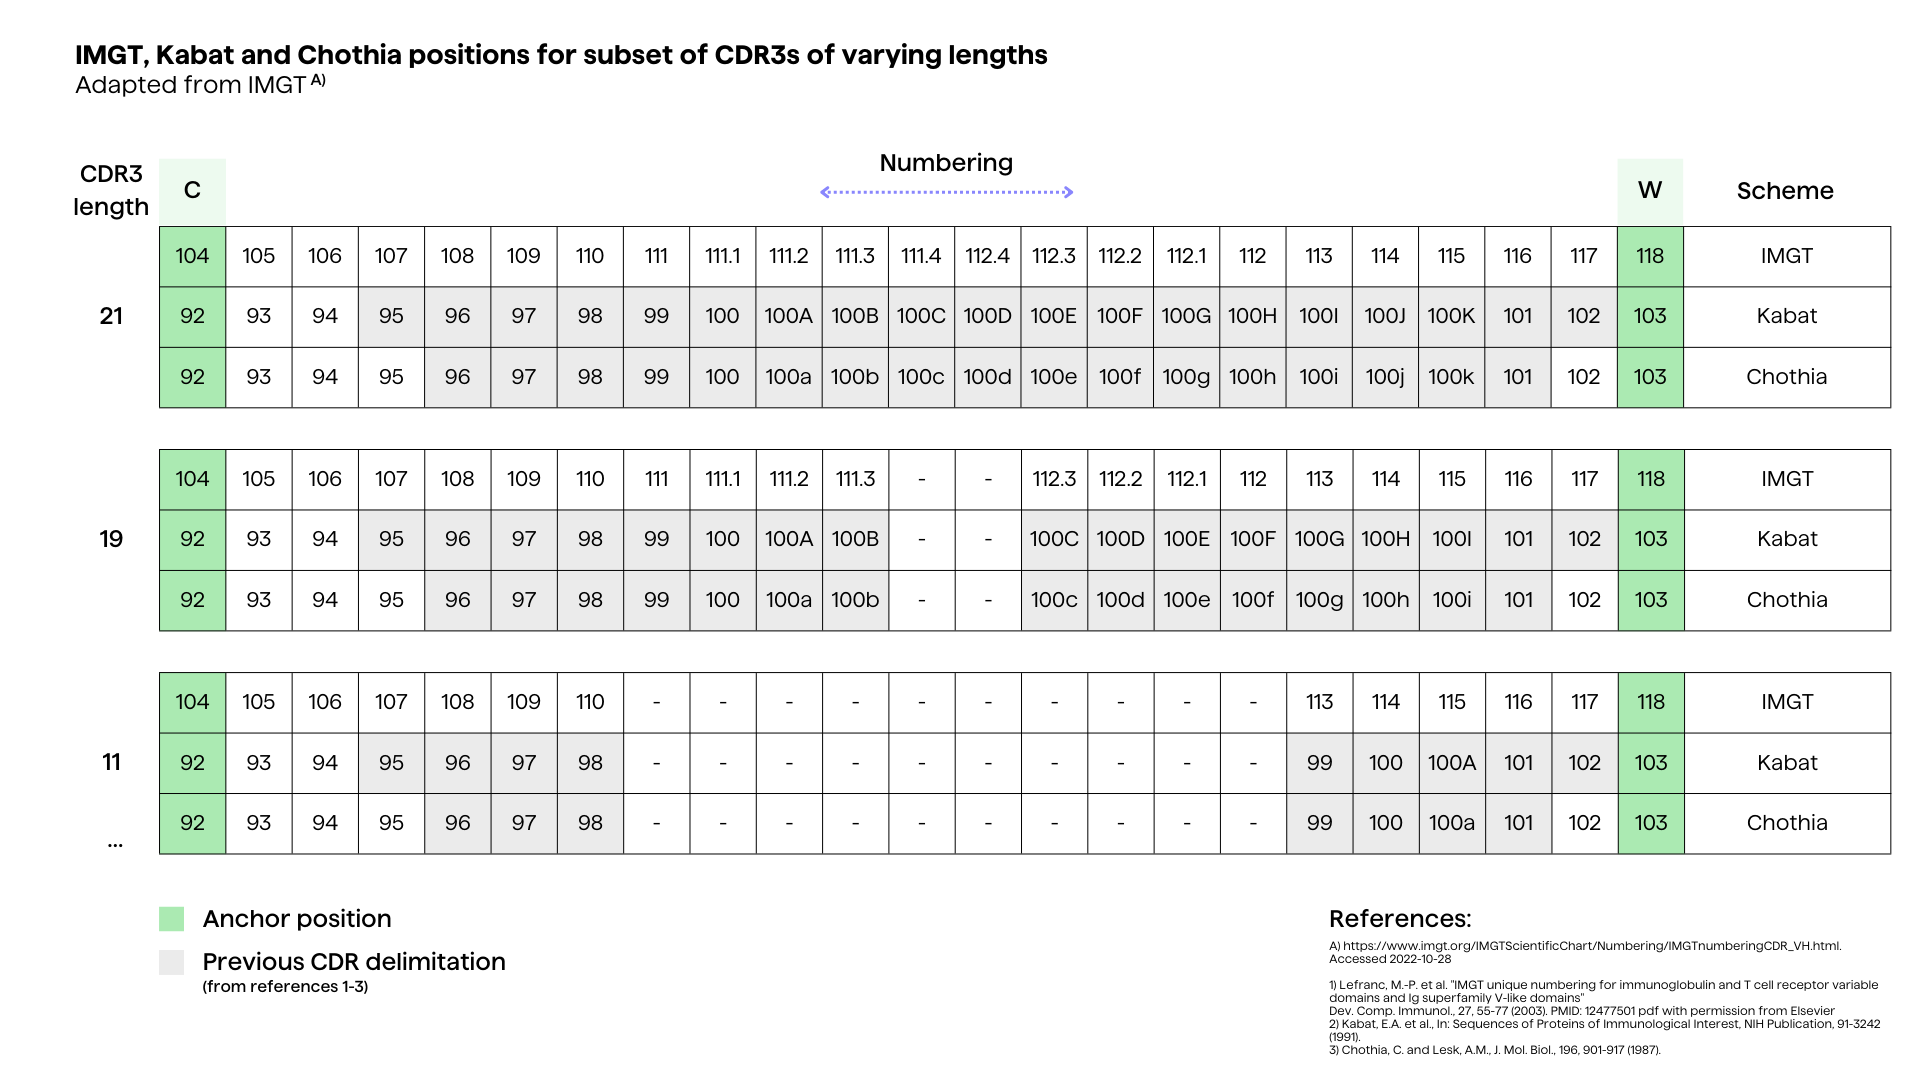 IMGT, Kabat and Chothia positions for subset of CDR3s of varying lengths
Adapted from IMGT A)
CDR3
length
C
Numbering
W
Scheme
104 105 106 107 108 109 110 111 111.1 111.2 111.3 111.4 112.4 112.3 112.2 112.1 112 113 114 115 116 117 118 IMGT
21
92 93 94 95 96 97 98 99 100 100A 100B 100C 100D 100E 100F 100G 100H 100I 100J 100K 101 102 103 Kabat
92 93 94 95 96 97 98 99 100 100a 100b 100c 100d 100e 100f 100g 100h 100i 100j 100k 101 102 103 Chothia
104 105 106 107 108 109 110 111 111.1 111.2 111.3 - - 112.3 112.2 112.1 112 113 114 115 116 117 118 IMGT
19
92 93 94 95 96 97 98 99 100 100A 100B - - 100C 100D 100E 100F 100G 100H 100I 101 102 103 Kabat
92 93 94 95 96 97 98 99 100 100a 100b - - 100c 100d 100e 100f 100g 100h 100i 101 102 103 Chothia
104 105 106 107 108 109 110 - - - - - - - - - - 113 114 115 116 117 118 IMGT
11
92 93 94 95 96 97 98 - - - - - - - - - - 99 100 100A 101 102 103 Kabat
...
92 93 94 95 96 97 98 - - - - - - - - - - 99 100 100a 101 102 103 Chothia
Anchor position
Previous CDR delimitation
(from references 1-3)
References:
A) https://www.imgt.org/IMGTScientificChart/Numbering/IMGTnumberingCDR_VH.html.
Accessed 2022-10-28
1) Lefranc, M.-P. et al. "IMGT unique numbering for immunoglobulin and T cell receptor variable
domains and Ig superfamily V-like domains"
Dev. Comp. Immunol., 27, 55-77 (2003). PMID: 12477501 pdf with permission from Elsevier
2) Kabat, E.A. et al., In: Sequences of Proteins of Immunological Interest, NIH Publication, 91-3242
(1991).
3) Chothia, C. and Lesk, A.M., J. Mol. Biol., 196, 901-917 (1987).